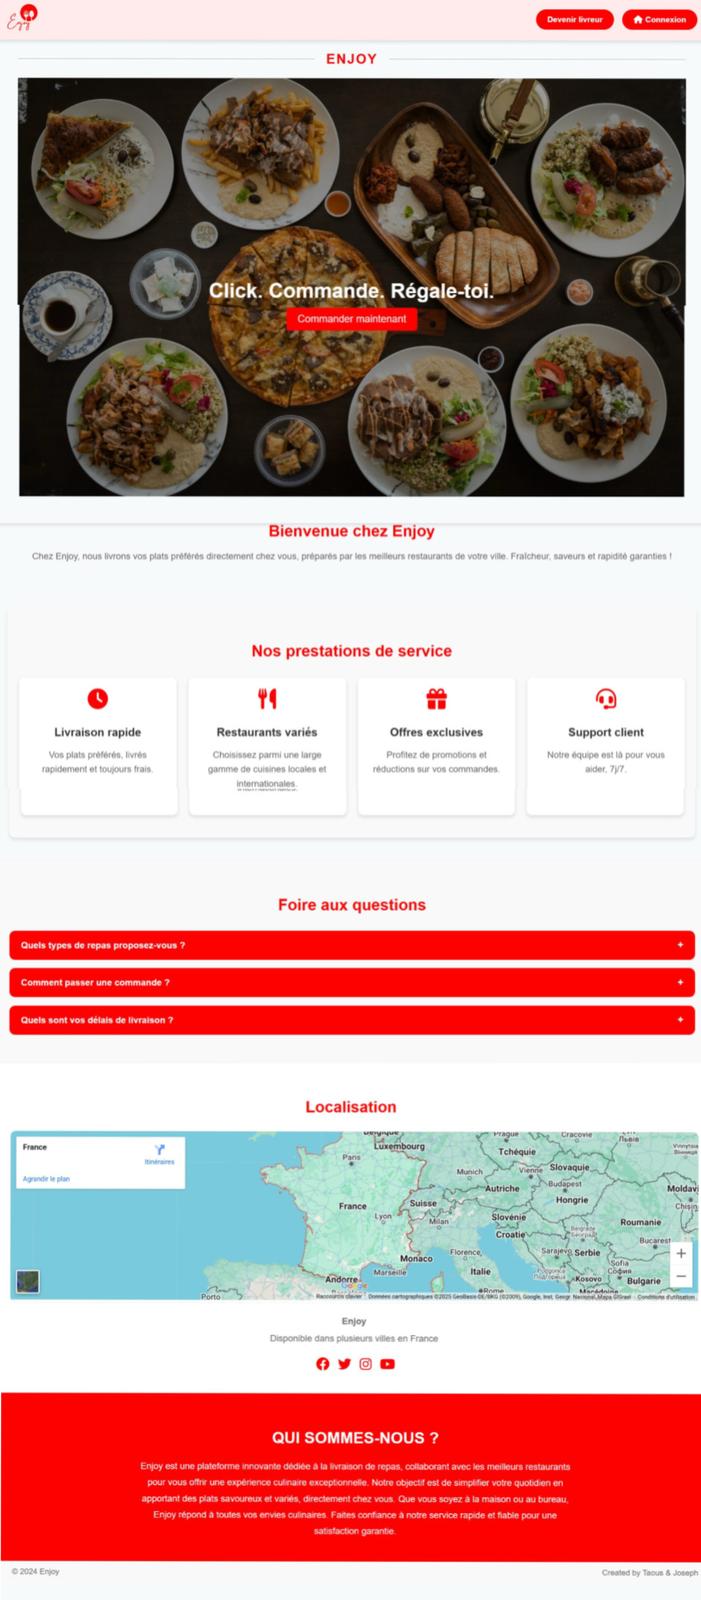 Enjoy
Devenir livreur
Connexion
ENJOY
Click. Commande. Régale-toi.
Commander maintenant
Bienvenue chez Enjoy
Chez Enjoy, nous livrons vos plats préférés directement chez vous, préparés par les meilleurs restaurants de votre ville. Fraîcheur, saveurs et rapidité garanties !
Nos prestations de service
Livraison rapide
Vos plats préférés, livrés
rapidement et toujours frais.
Restaurants variés
Choisissez parmi une large
gamme de cuisines locales et
internationales.
Offres exclusives
Profitez de promotions et
réductions sur vos commandes.
Support client
Notre équipe est là pour vous
aider, 7j/7.
Foire aux questions
Quels types de repas proposez-vous ? +
Comment passer une commande ? +
Quels sont vos délais de livraison ? +
Localisation
France
Itinéraires
Agrandir le plan
Belgique
Luxembourg
Paris
Prague
Cracovie
Львів
Tchéquie
Vinnytsia
Slovaquie
Munich
Vienne
Autriche
Budapest
Hongrie
Moldavi
Chișin
France
Suisse
Lyon
Milan
Slovénie
Croatie
Roumanie
Belgrade
Bucarest
Monaco
Florence
Sarajevo
Serbie
Marseille
Andorre
Italie
Sofia
София
Podgorica
Kosovo
Bulgarie
Porto
Rome
Macédoine
Google
Raccourcis clavier
Données cartographiques ©2025 GeoBasis-DE/BKG (©2009), Google, Inst. Geogr. Nacional, Mapa GISrael
Conditions d'utilisation
Enjoy
Disponible dans plusieurs villes en France
QUI SOMMES-NOUS ?
Enjoy est une plateforme innovante dédiée à la livraison de repas, collaborant avec les meilleurs restaurants
pour vous offrir une expérience culinaire exceptionnelle. Notre objectif est de simplifier votre quotidien en
apportant des plats savoureux et variés, directement chez vous. Que vous soyez à la maison ou au bureau,
Enjoy répond à toutes vos envies culinaires. Faites confiance à notre service rapide et fiable pour une
satisfaction garantie.
© 2024 Enjoy
Created by Taous & Joseph